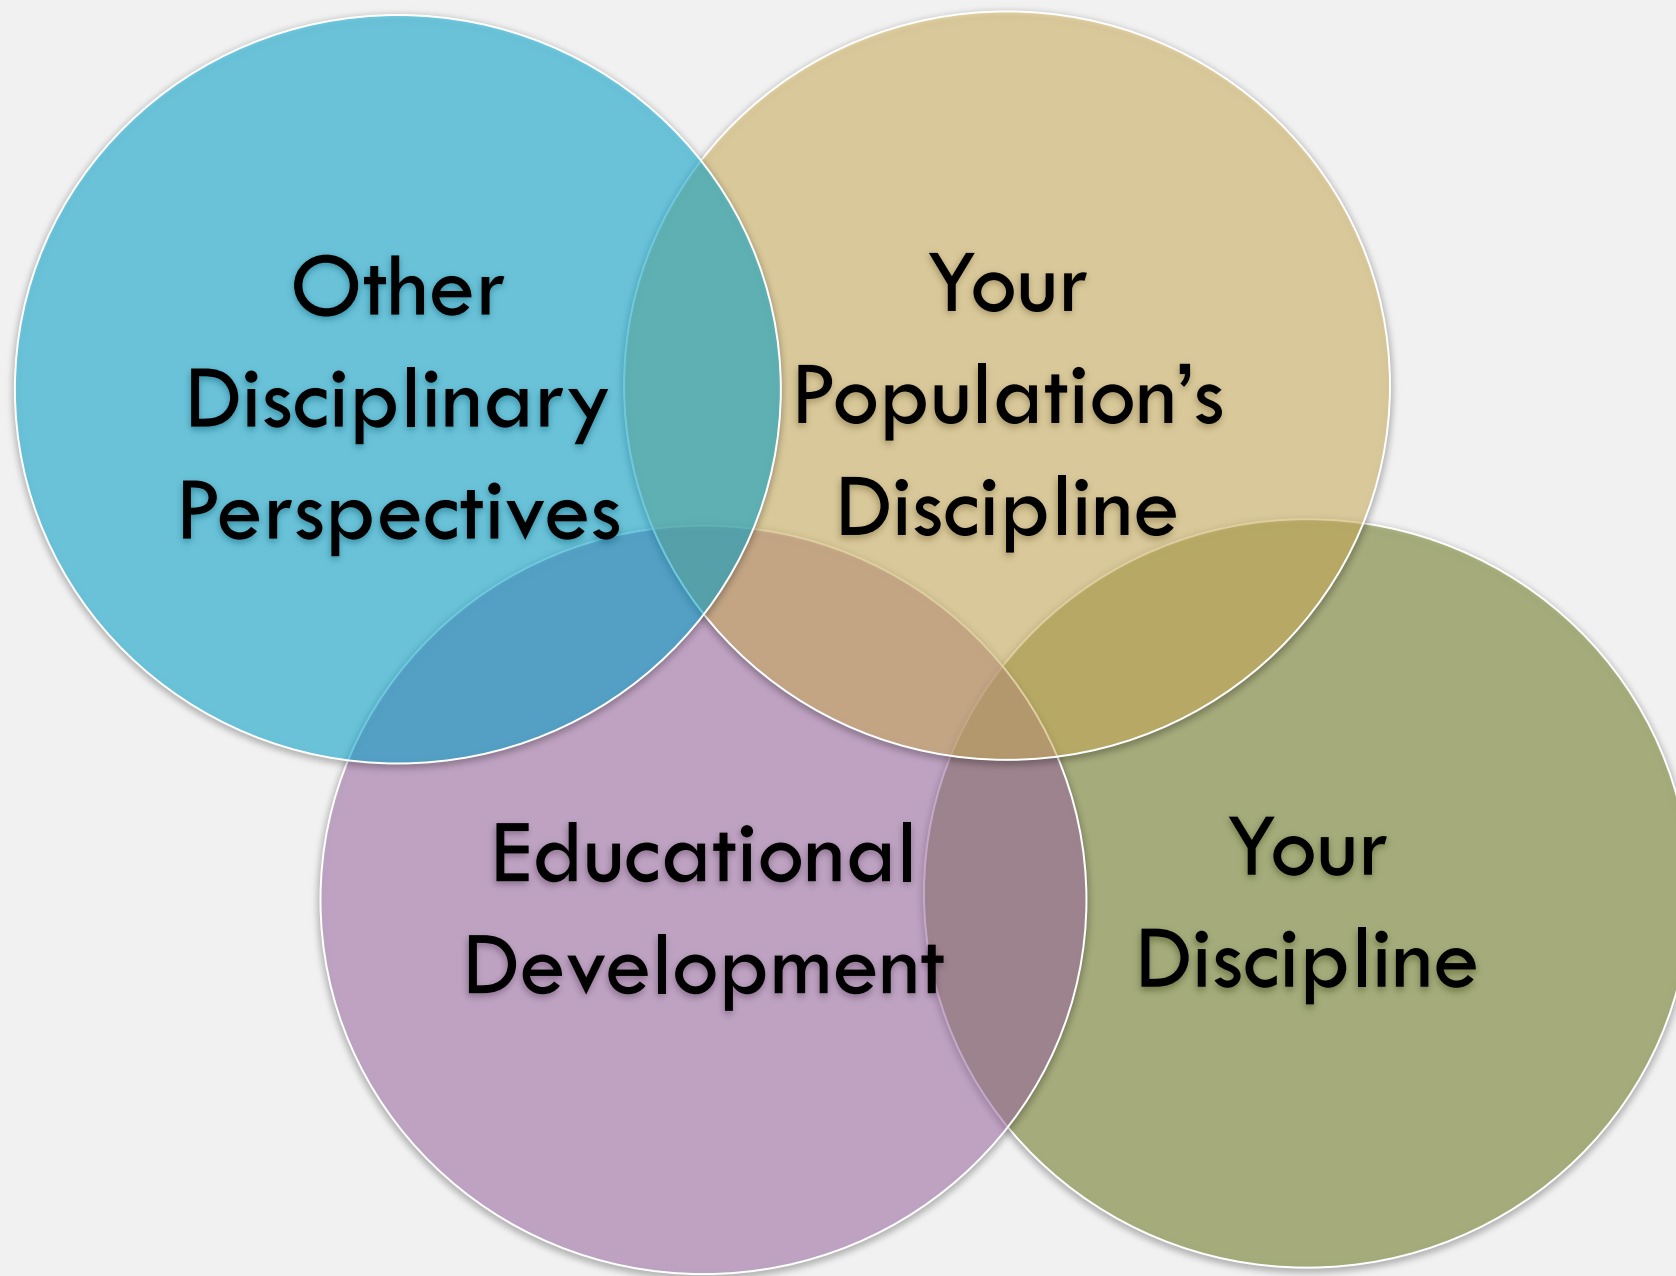 Other
Disciplinary
Perspectives
Your
Population’s
Discipline
Educational
Development
Your
Discipline